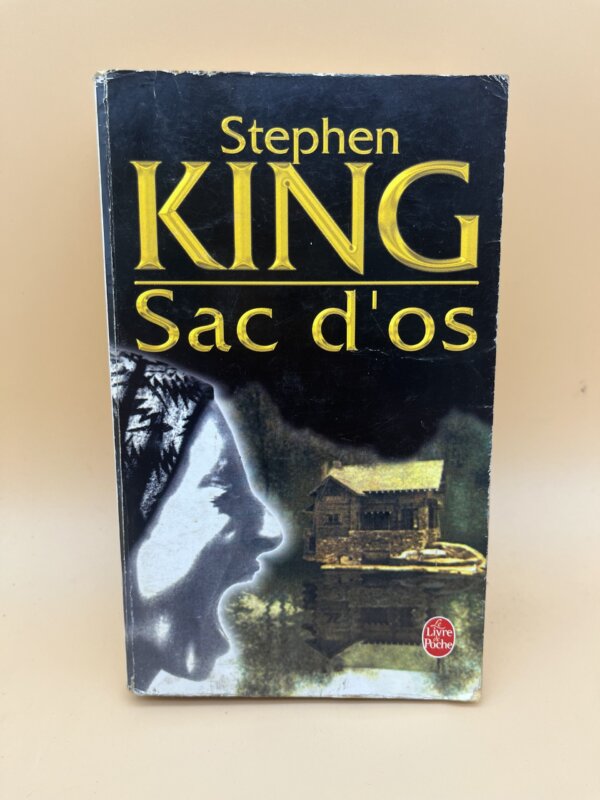 Stephen
KING
Sac d'os
Le
Livre
de
Poche